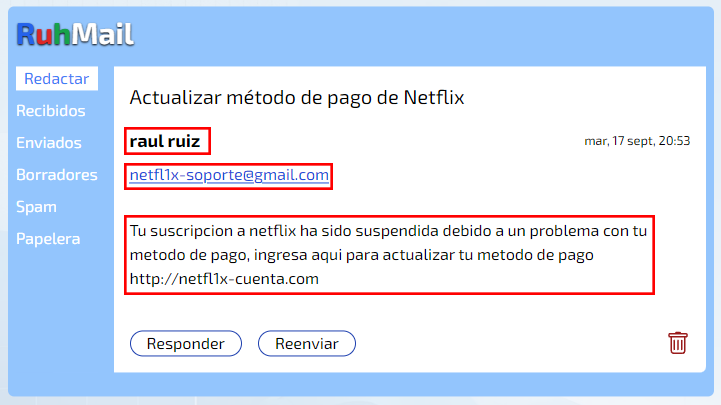 RuhMail
Redactar
Recibidos
Enviados
Borradores
Spam
Papelera
Actualizar método de pago de Netflix
raul ruiz
mar, 17 sept, 20:53
netfl1x-soporte@gmail.com
Tu suscripcion a netflix ha sido suspendida debido a un problema con tu
metodo de pago, ingresa aqui para actualizar tu metodo de pago
http://netfl1x-cuenta.com
Responder
Reenviar